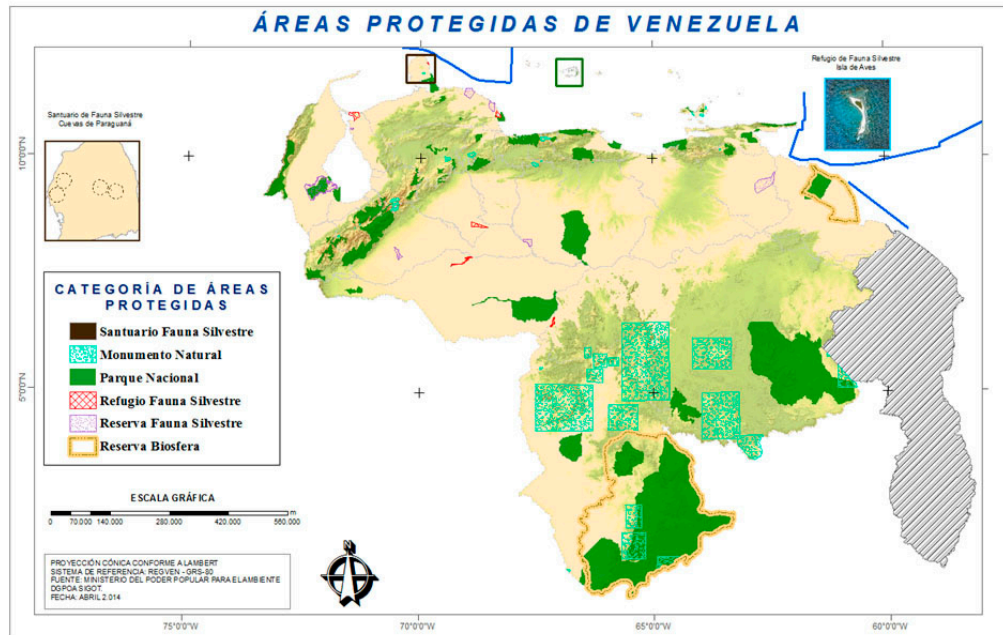 ÁREAS PROTEGIDAS DE VENEZUELA
Refugio de Fauna Silvestre
Isla de Aves
Santuario de Fauna Silvestre
Cuevas de Paraguaná
10°0'0"N
5°0'0"N
CATEGORÍA DE ÁREAS
PROTEGIDAS
Santuario Fauna Silvestre
Monumento Natural
Parque Nacional
Refugio Fauna Silvestre
Reserva Fauna Silvestre
Reserva Biosfera
ESCALA GRÁFICA
0 70.000 140.000 280.000 420.000 560.000 m
PROYECCIÓN CÓNICA CONFORME A LAMBERT
SISTEMA DE REFERENCIA: REGVEN - GRS-80
FUENTE: MINISTERIO DEL PODER POPULAR PARA EL AMBIENTE
DGPOA SIGOT.
FECHA: ABRIL 2.014
N
75°0'0"W 70°0'0"W 65°0'0"W 60°0'0"W